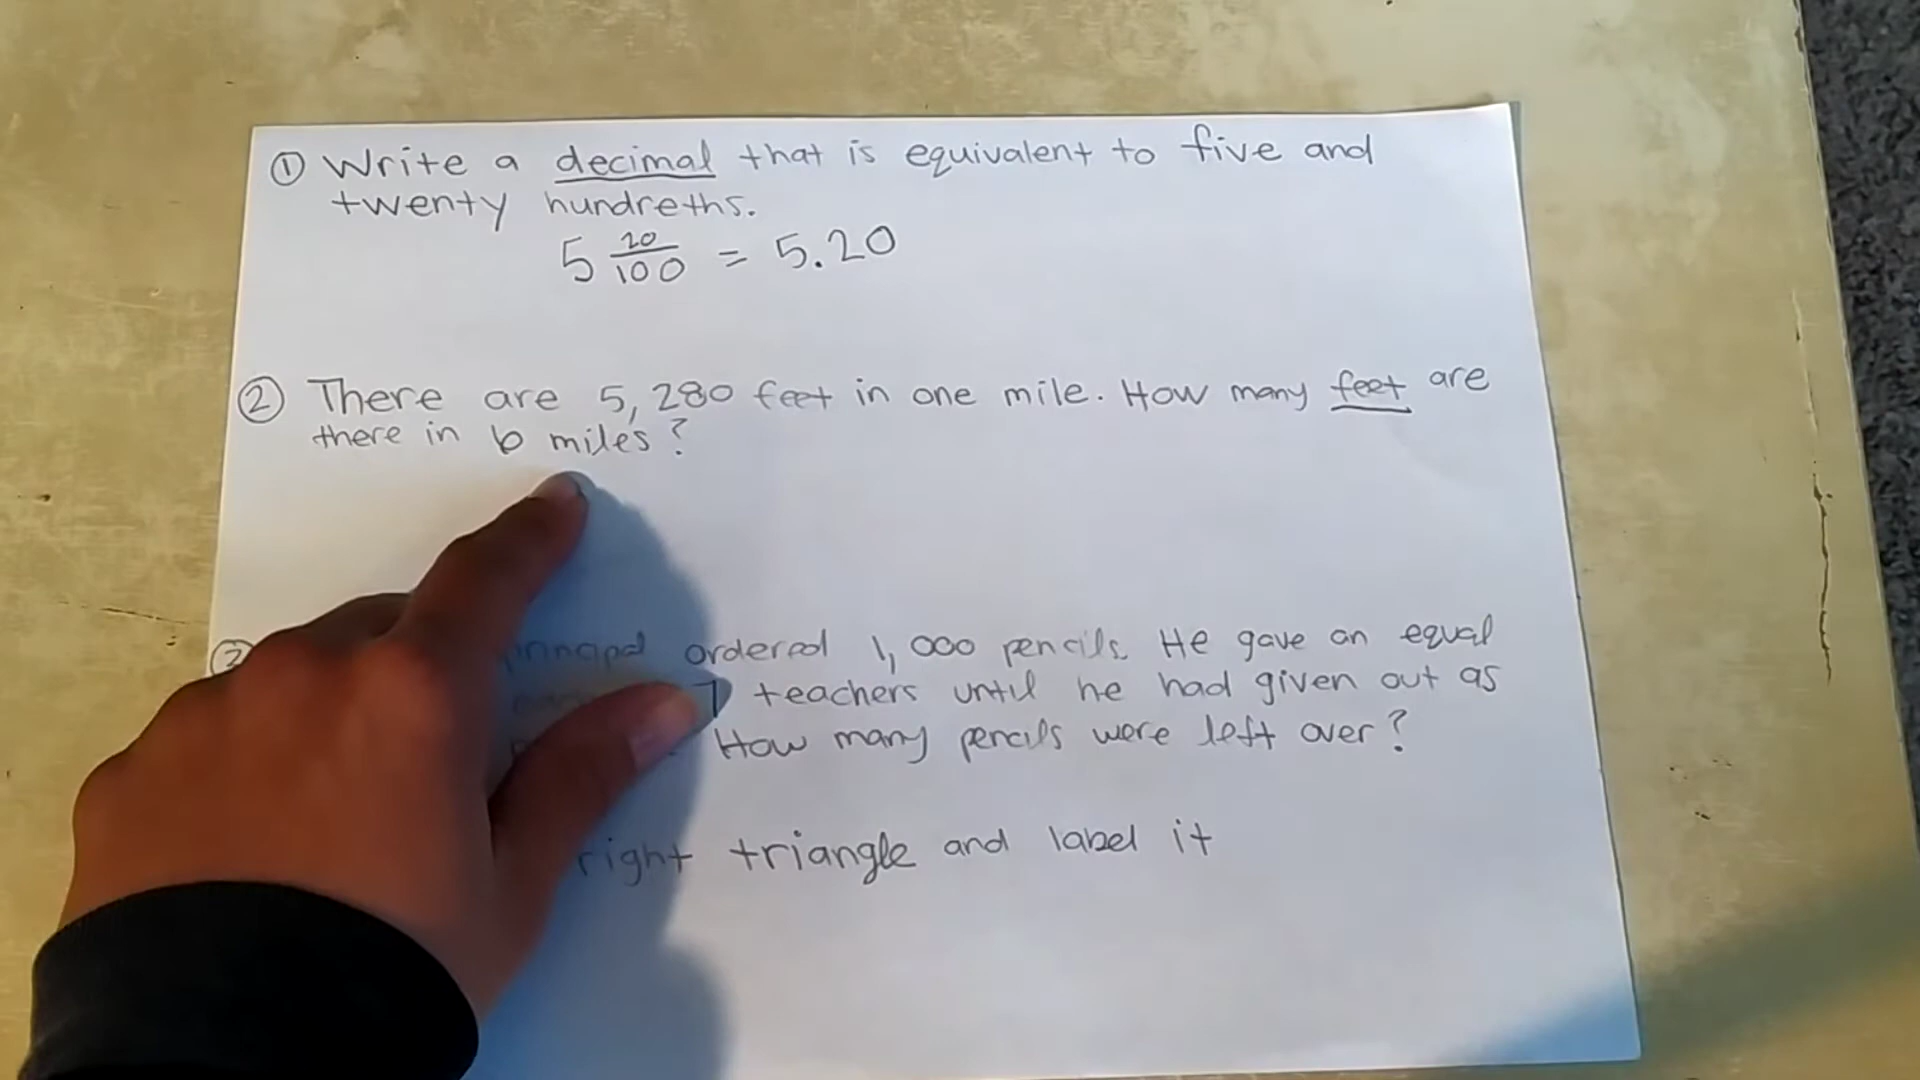 ① Write a decimal that is equivalent to five and
twenty hundreths.
5 20/100 = 5.20
② There are 5,280 feet in one mile. How many feet are
there in 6 miles?
ordered 1,000 pencils. He gave an equal
7 teachers until he had given out as
How many pencils were left over?
right triangle and label it